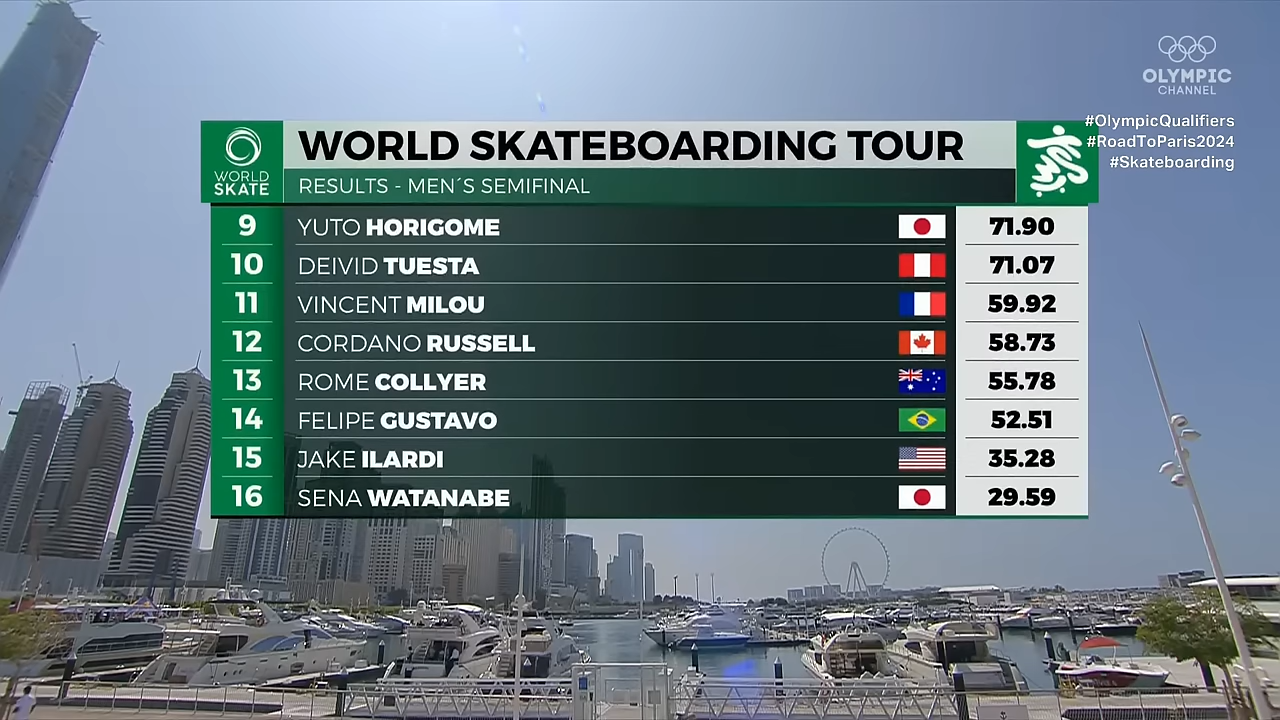 OLYMPIC
CHANNEL
#OlympicQualifiers
#RoadToParis2024
#Skateboarding
WORLD
SKATE
WORLD SKATEBOARDING TOUR
RESULTS - MEN´S SEMIFINAL
9 YUTO HORIGOME 71.90
10 DEIVID TUESTA 71.07
11 VINCENT MILOU 59.92
12 CORDANO RUSSELL 58.73
13 ROME COLLYER 55.78
14 FELIPE GUSTAVO 52.51
15 JAKE ILARDI 35.28
16 SENA WATANABE 29.59